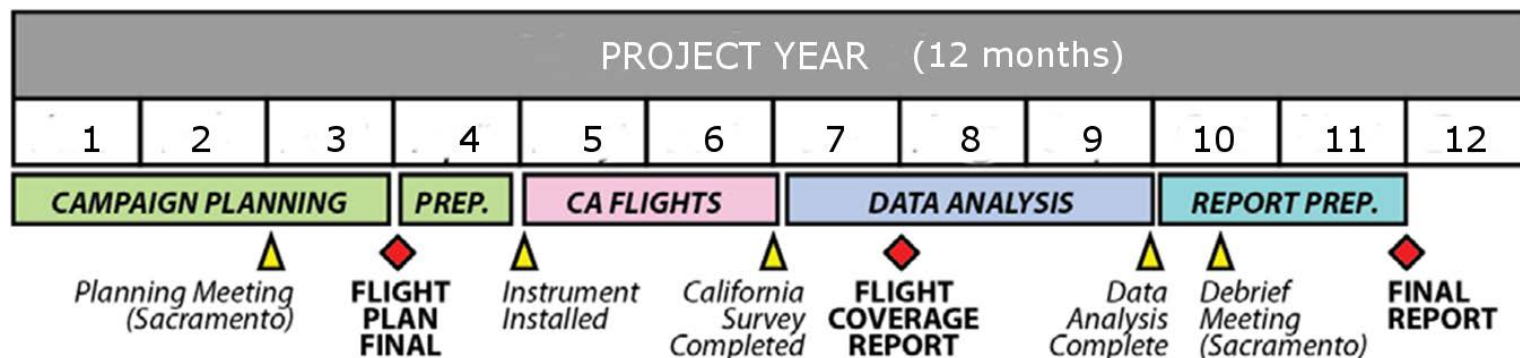 PROJECT YEAR (12 months)
1 2 3 4 5 6 7 8 9 10 11 12
CAMPAIGN PLANNING PREP. CA FLIGHTS DATA ANALYSIS REPORT PREP.
Planning Meeting
(Sacramento)
FLIGHT
PLAN
FINAL
Instrument
Installed
California
Survey
Completed
FLIGHT
COVERAGE
REPORT
Data
Analysis
Complete
Debrief
Meeting
(Sacramento)
FINAL
REPORT